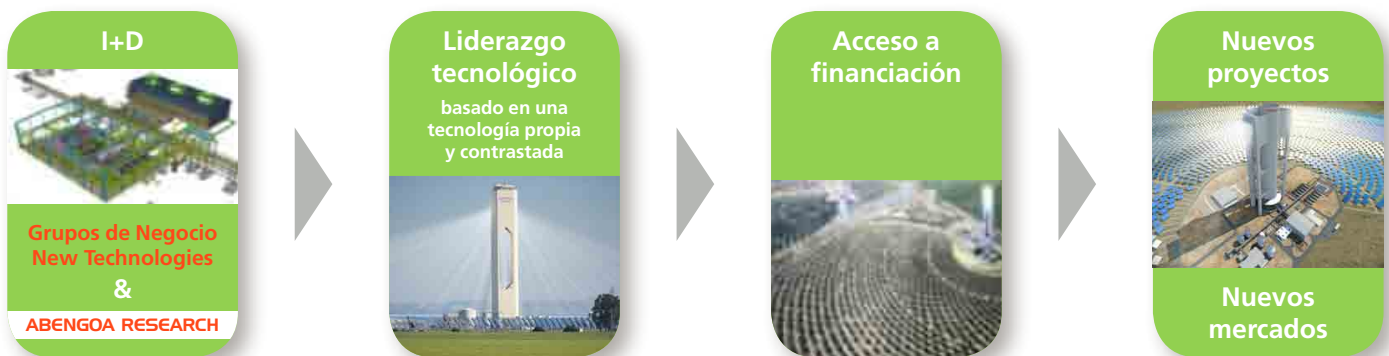 I+D
Grupos de Negocio
New Technologies
&
ABENGOA RESEARCH
Liderazgo
tecnológico
basado en una
tecnología propia
y contrastada
Acceso a
financiación
Nuevos
proyectos
Nuevos
mercados